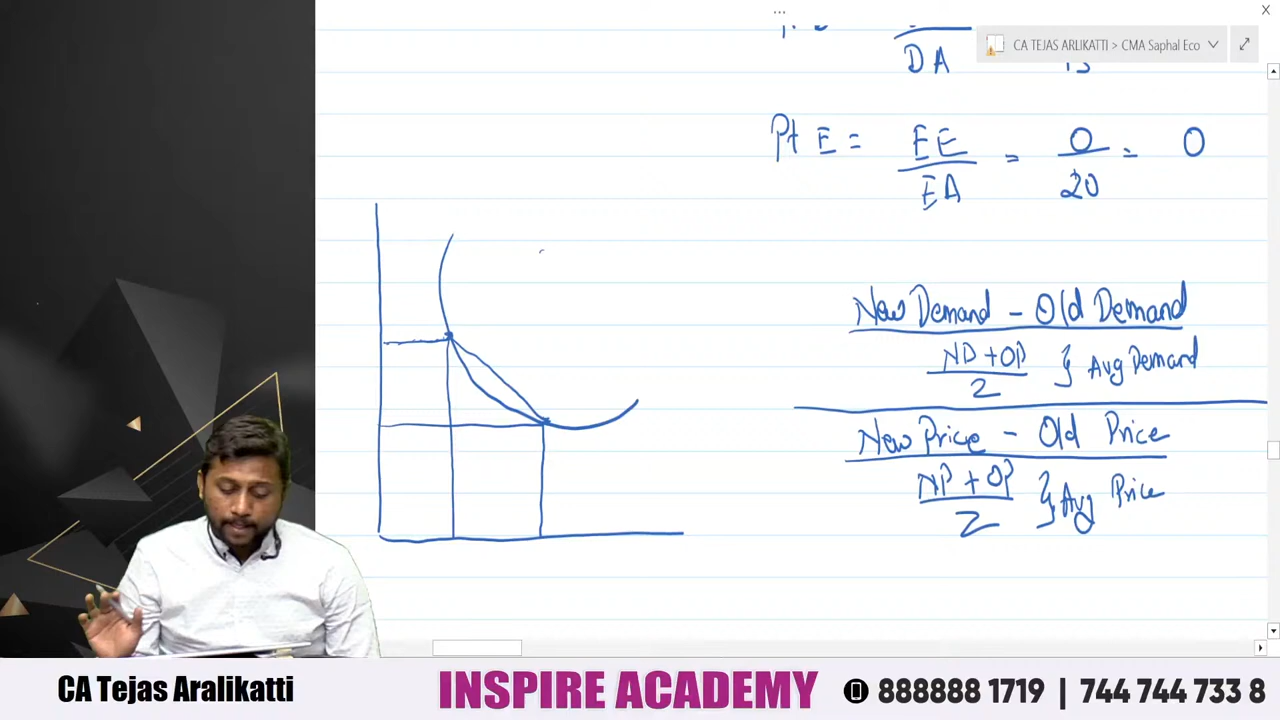 CA TEJAS ARLIKATTI > CMA Saphal Eco
DA
Pt E = EE / EA = 0 / 20 = 0
New Demand - Old Demand
ND + OD
2
} Avg Demand
New Price - Old Price
NP + OP
2
} Avg Price
CA Tejas Aralikatti
INSPIRE ACADEMY
888888 1719 | 744 744 733 8